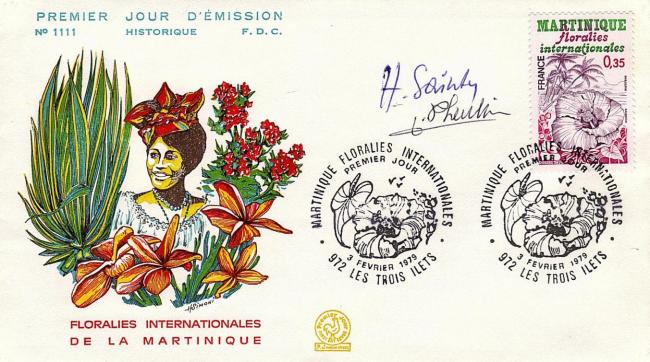 PREMIER JOUR D'ÉMISSION
Nº 1111 HISTORIQUE F. D. C.
MARTINIQUE
floralies
internationales
0,35
FRANCE
MARTINIQUE FLORALIES INTERNATIONALES
PREMIER JOUR
3 FEVRIER 1979
972 LES TROIS ILETS
MARTINIQUE FLORALIES INTERNATIONALES
PREMIER JOUR
3 FEVRIER 1979
972 LES TROIS ILETS
FLORALIES INTERNATIONALES
DE LA MARTINIQUE